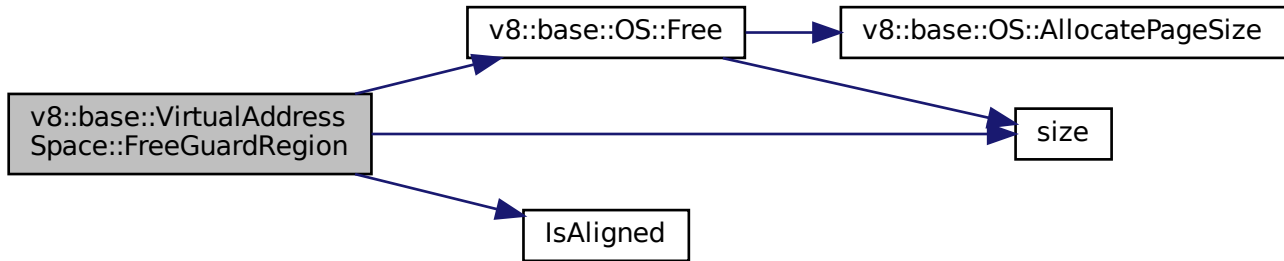 v8::base::OS::Free
v8::base::OS::AllocatePageSize
v8::base::VirtualAddress
Space::FreeGuardRegion
size
IsAligned